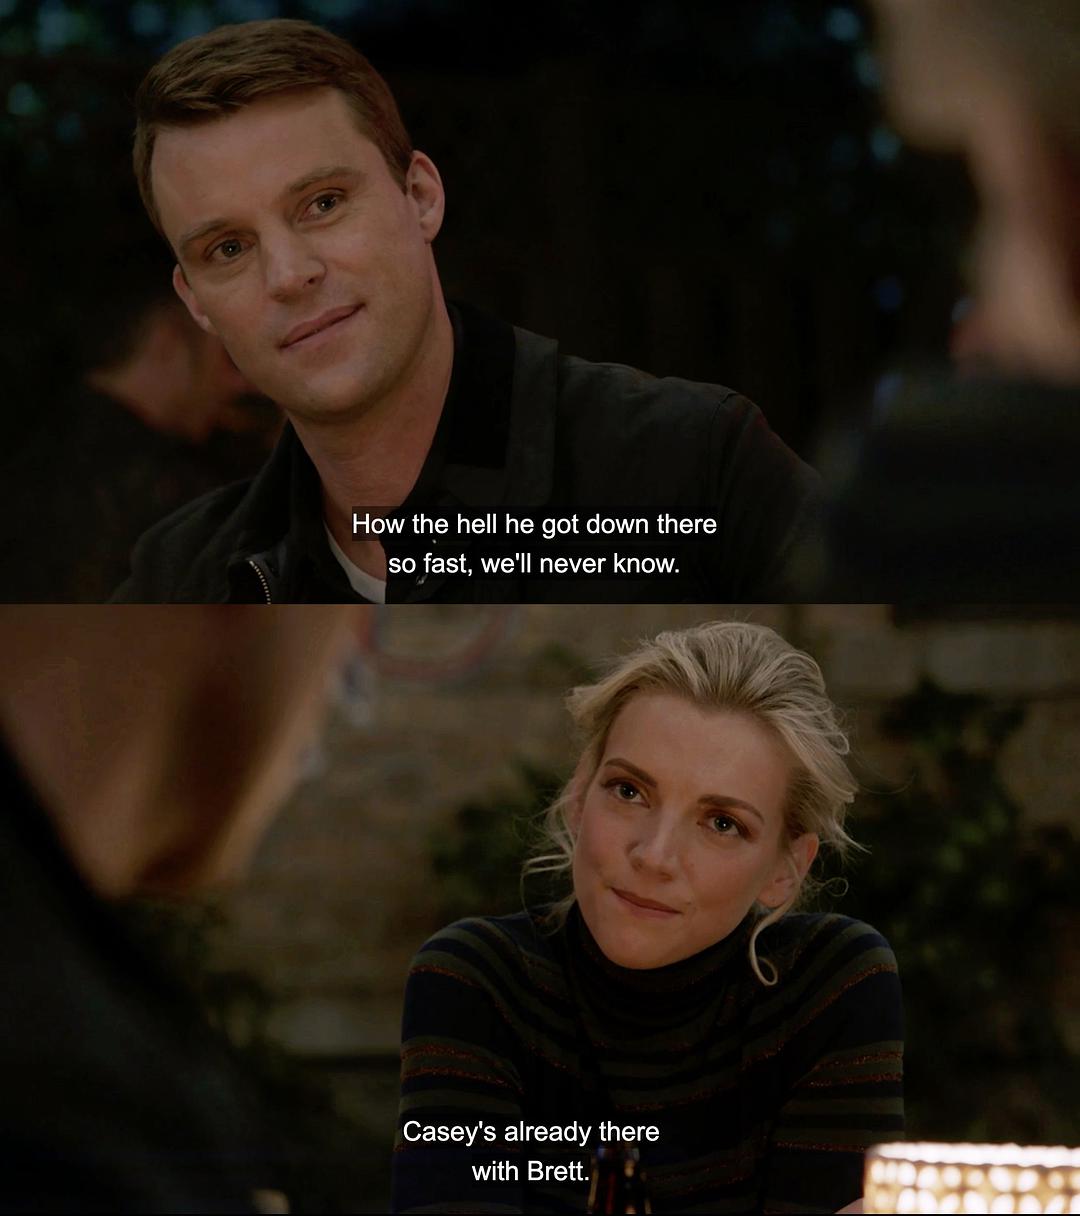 How the hell he got down there
so fast, we'll never know.
Casey's already there
with Brett.